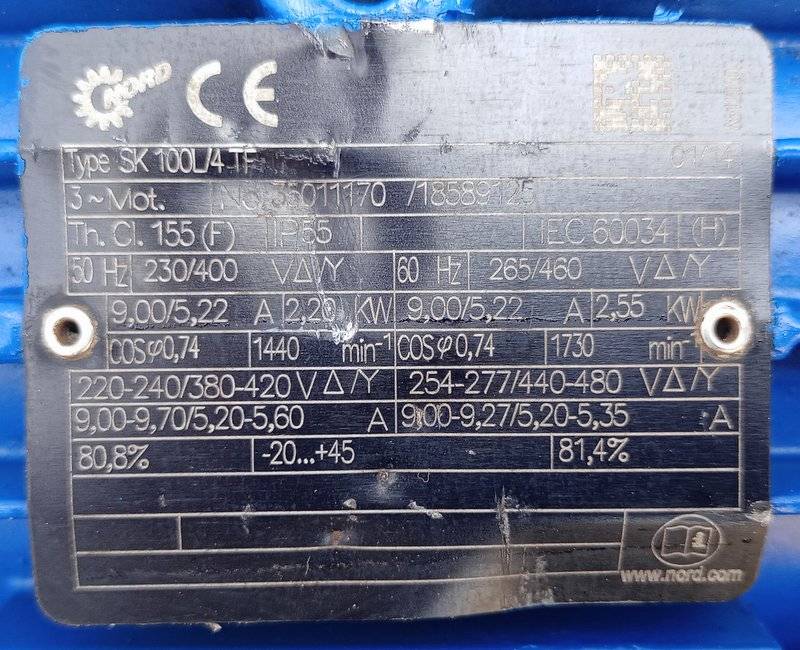 NORD CE
Type SK 100L/4 TF
3~Mot. /18589125
Th. Cl. 155 (F) IP55 IEC 60034 (H)
50 Hz 230/400 V Δ/Y 60 Hz 265/460 V Δ/Y
9,00/5,22 A 2,20 KW 9,00/5,22 A 2,55 KW
COSφ0,74 1440 min⁻¹ COSφ0,74 1730 min⁻¹
220-240/380-420 V Δ/Y 254-277/440-480 V Δ/Y
9,00-9,70/5,20-5,60 A 9,00-9,27/5,20-5,35 A
80,8% -20...+45 81,4%
www.nord.com